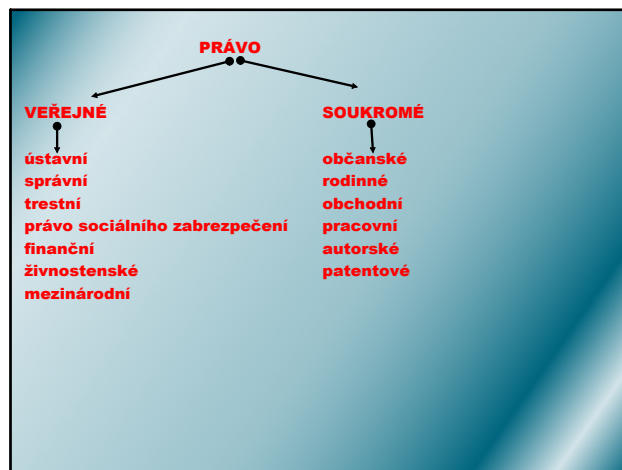 PRÁVO
VEŘEJNÉ
ústavní
správní
trestní
právo sociálního zabrezpečení
finanční
živnostenské
mezinárodní
SOUKROMÉ
občanské
rodinné
obchodní
pracovní
autorské
patentové